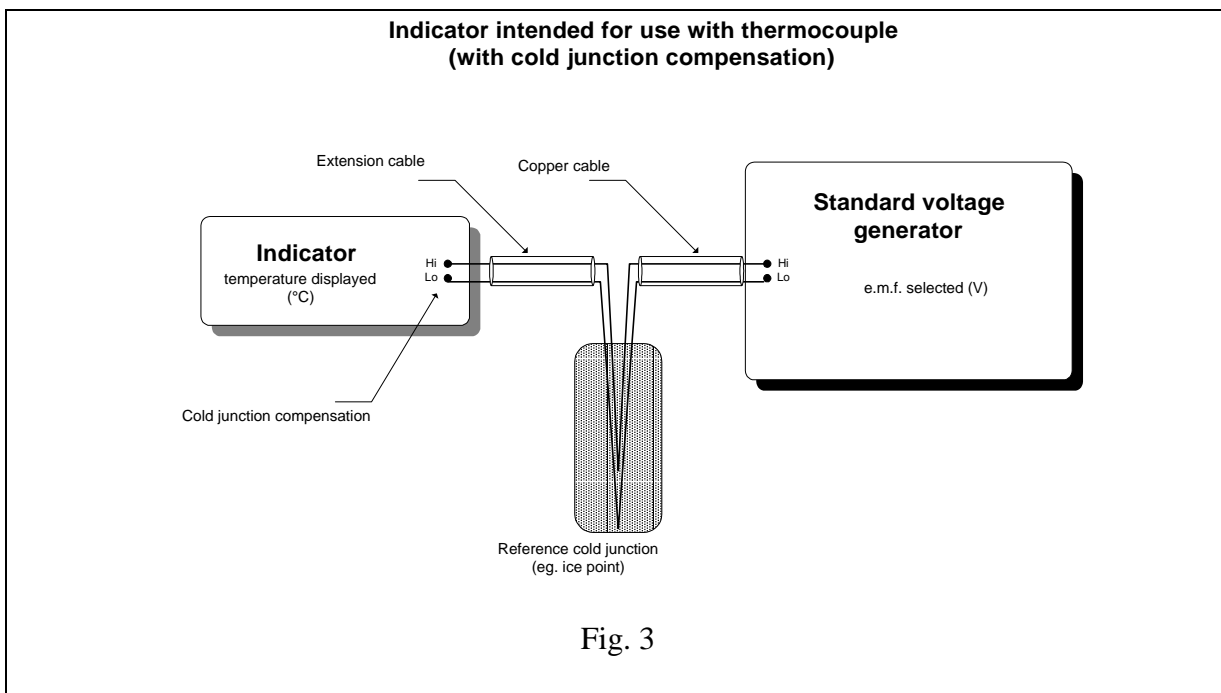 Indicator intended for use with thermocouple
(with cold junction compensation)
Extension cable
Copper cable
Indicator
temperature displayed
(°C)
Hi
Lo
Standard voltage
generator
Hi
Lo
e.m.f. selected (V)
Cold junction compensation
Reference cold junction
(eg. ice point)
Fig. 3